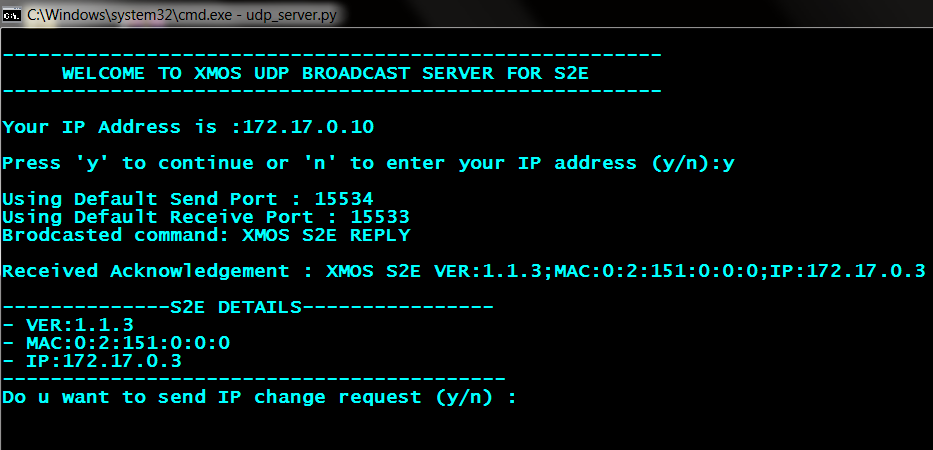 C:\Windows\system32\cmd.exe - udp_server.py
-------------------------------------------------------
WELCOME TO XMOS UDP BROADCAST SERVER FOR S2E
-------------------------------------------------------
Your IP Address is :172.17.0.10
Press 'y' to continue or 'n' to enter your IP address (y/n):y
Using Default Send Port : 15534
Using Default Receive Port : 15533
Brodcasted command: XMOS S2E REPLY
Received Acknowledgement : XMOS S2E VER:1.1.3;MAC:0:2:151:0:0:0;IP:172.17.0.3
--------------S2E DETAILS----------------
- VER:1.1.3
- MAC:0:2:151:0:0:0
- IP:172.17.0.3
------------------------------------------
Do u want to send IP change request (y/n) :